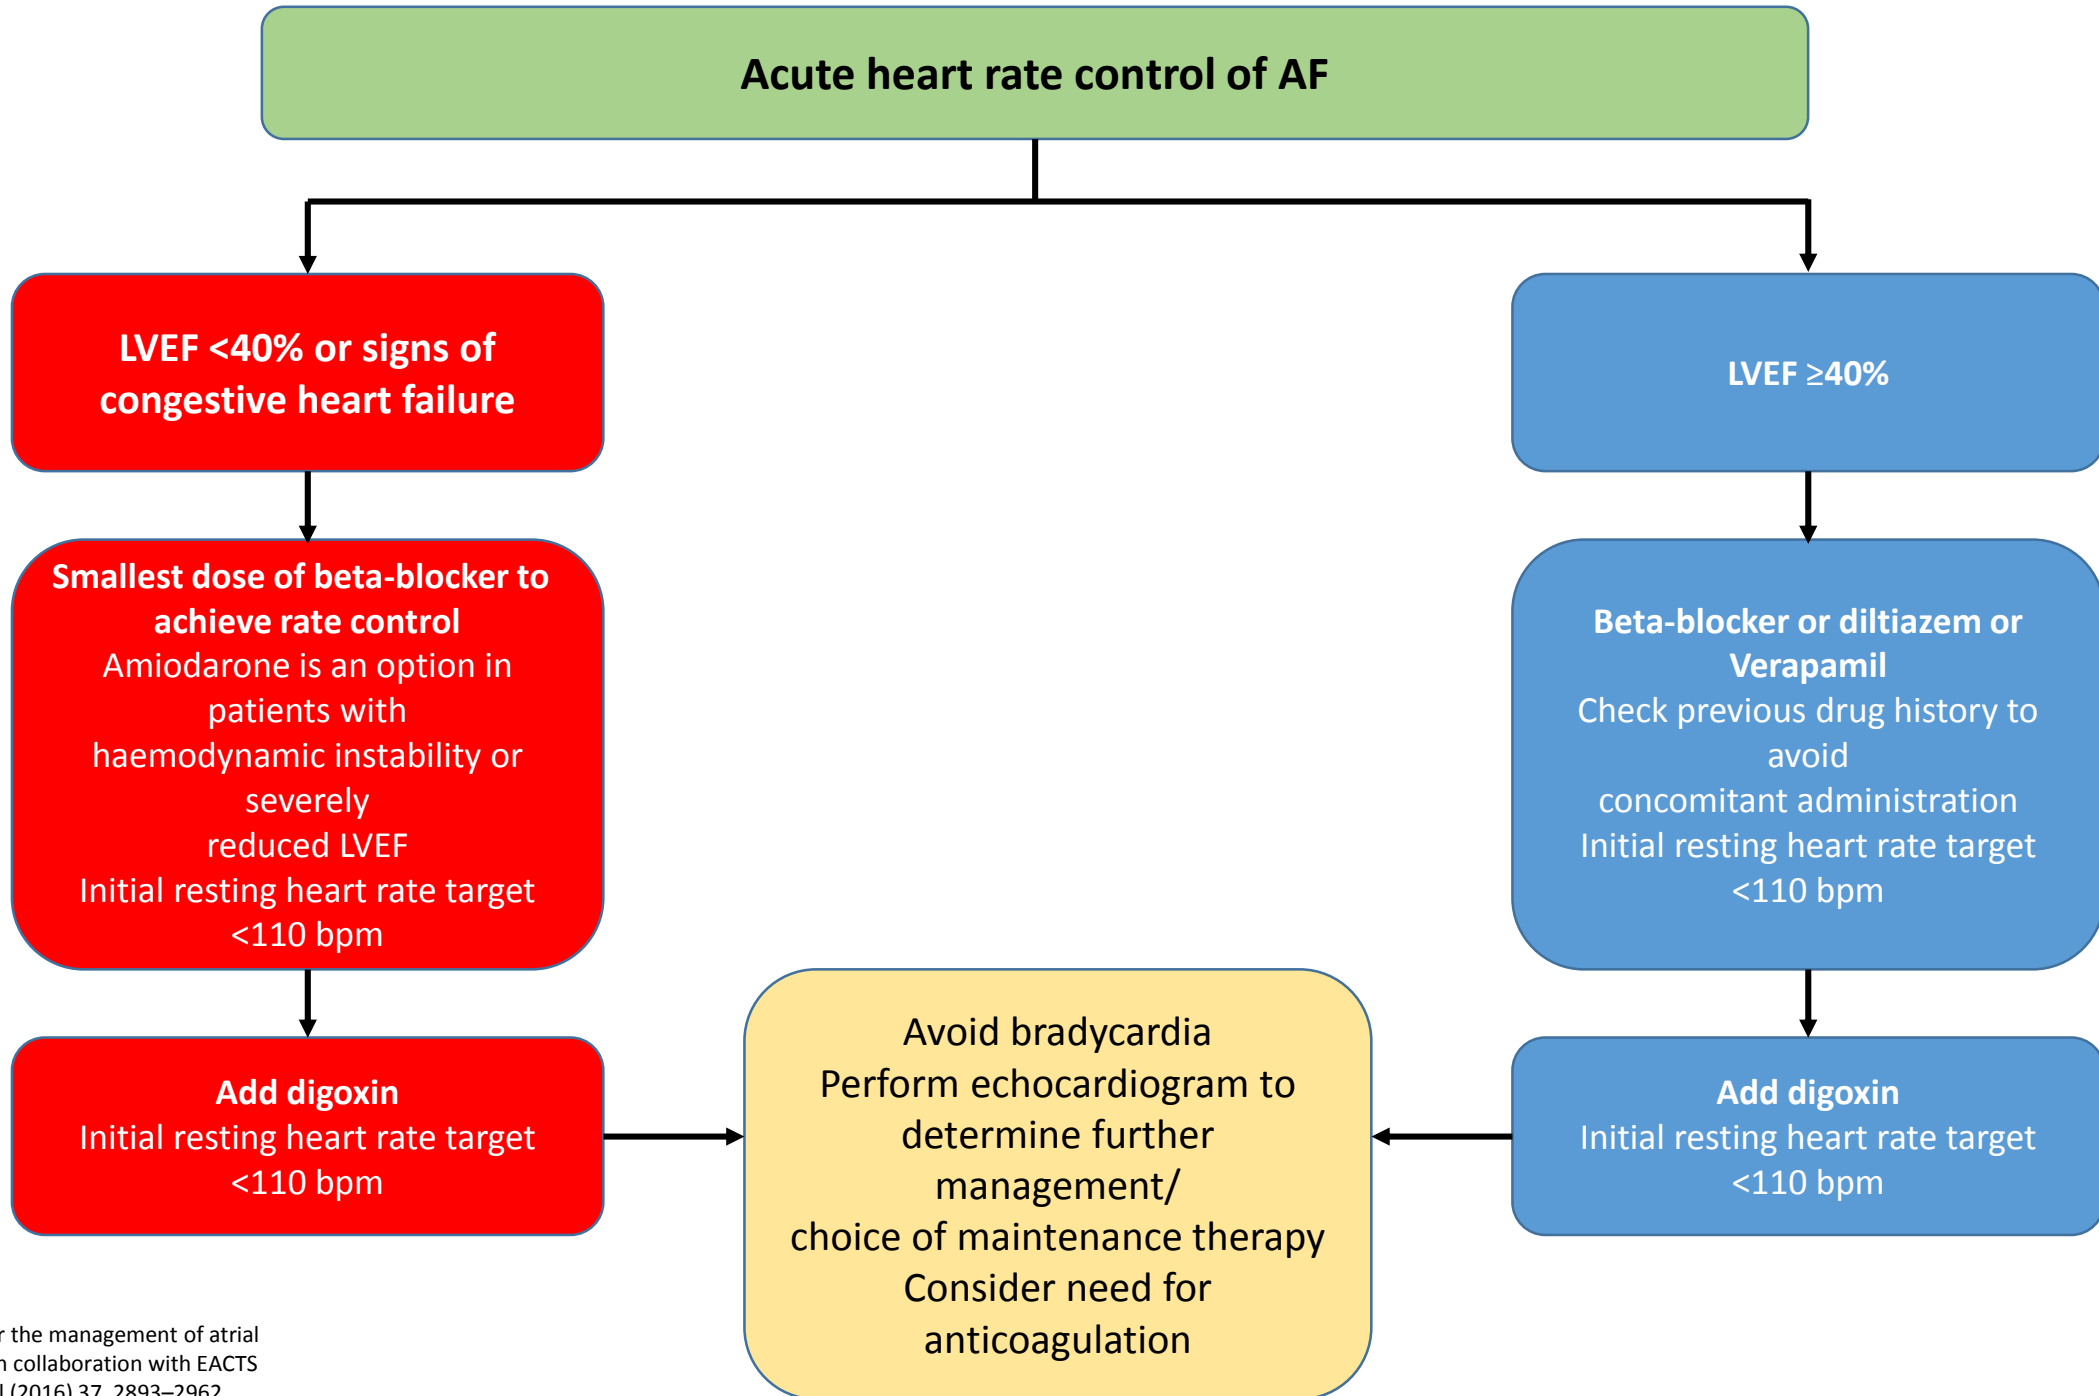 Acute heart rate control of AF
LVEF <40% or signs of
congestive heart failure
LVEF ≥40%
Smallest dose of beta-blocker to
achieve rate control
Amiodarone is an option in
patients with
haemodynamic instability or
severely
reduced LVEF
Initial resting heart rate target
<110 bpm
Beta-blocker or diltiazem or
Verapamil
Check previous drug history to
avoid
concomitant administration
Initial resting heart rate target
<110 bpm
Add digoxin
Initial resting heart rate target
<110 bpm
Avoid bradycardia
Perform echocardiogram to
determine further
management/
choice of maintenance therapy
Consider need for
anticoagulation
Add digoxin
Initial resting heart rate target
<110 bpm
the management of atrial
collaboration with EACTS
(2016) 37, 2893–2962